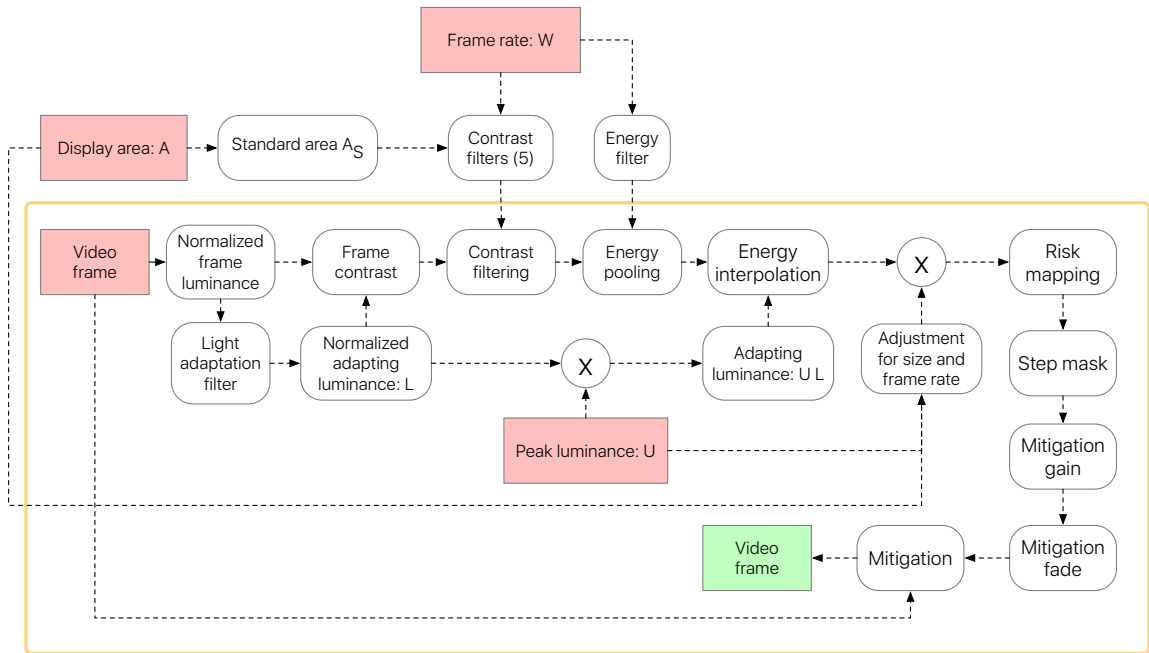 Frame rate: W
Display area: A
Standard area AS
Contrast
filters (5)
Energy
filter
Video
frame
Normalized
frame
luminance
Frame
contrast
Contrast
filtering
Energy
pooling
Energy
interpolation
X
Risk
mapping
Light
adaptation
filter
Normalized
adapting
luminance: L
X
Adapting
luminance: U L
Adjustment
for size and
frame rate
Step mask
Peak luminance: U
Mitigation
gain
Video
frame
Mitigation
Mitigation
fade